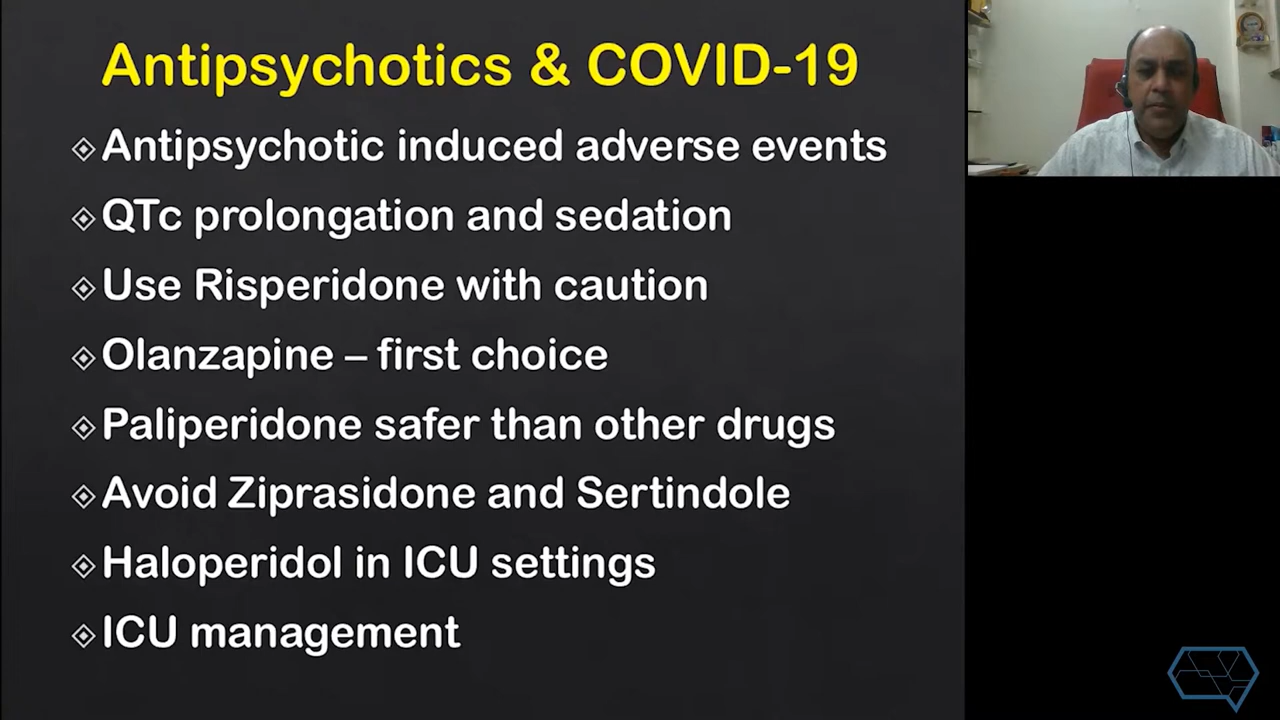 Antipsychotics & COVID-19
Antipsychotic induced adverse events
QTc prolongation and sedation
Use Risperidone with caution
Olanzapine – first choice
Paliperidone safer than other drugs
Avoid Ziprasidone and Sertindole
Haloperidol in ICU settings
ICU management